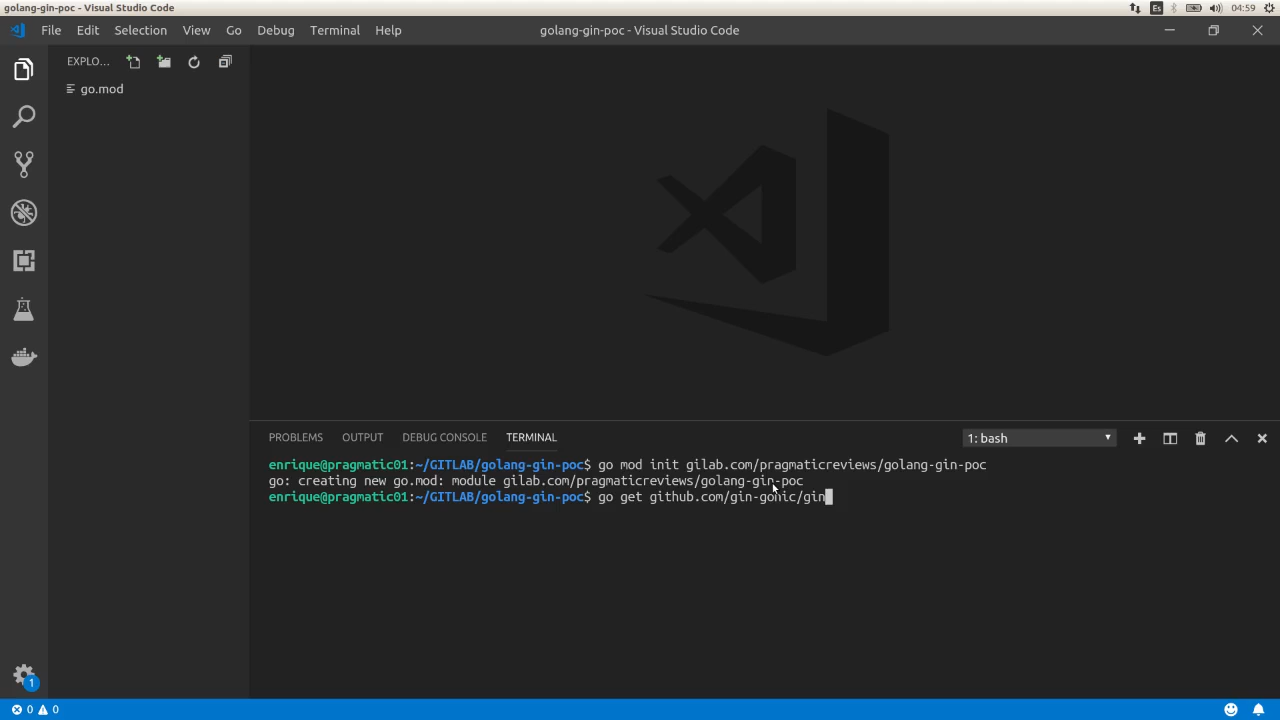 golang-gin-poc - Visual Studio Code
Es
04:59
File Edit Selection View Go Debug Terminal Help
golang-gin-poc - Visual Studio Code
EXPLO...
go.mod
PROBLEMS OUTPUT DEBUG CONSOLE TERMINAL
1: bash
enrique@pragmatic01:~/GITLAB/golang-gin-poc$ go mod init gilab.com/pragmaticreviews/golang-gin-poc
go: creating new go.mod: module gilab.com/pragmaticreviews/golang-gin-poc
enrique@pragmatic01:~/GITLAB/golang-gin-poc$ go get github.com/gin-gonic/gin
1
0 0